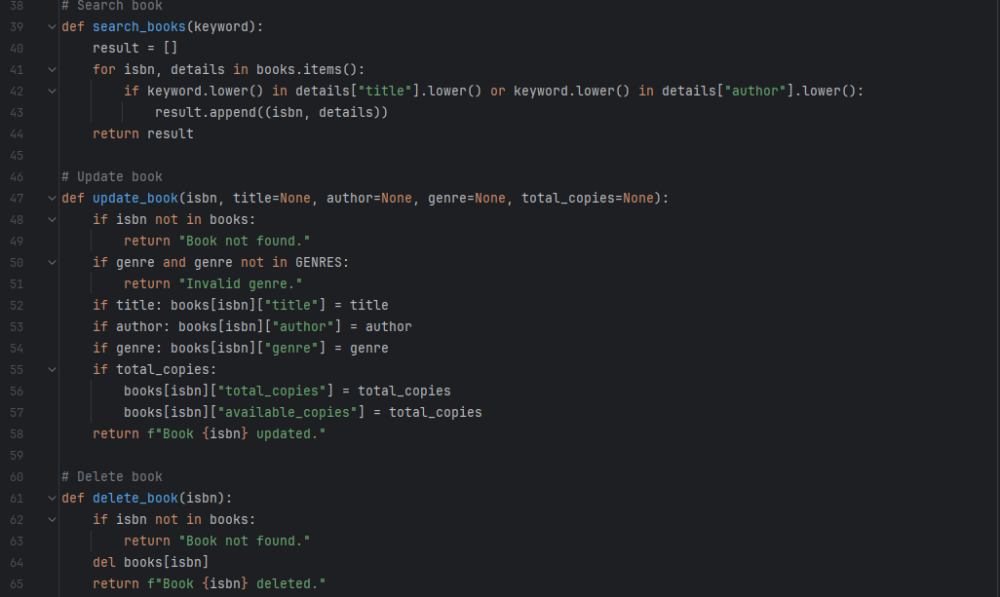 38 # Search book
39 def search_books(keyword):
40     result = []
41     for isbn, details in books.items():
42         if keyword.lower() in details["title"].lower() or keyword.lower() in details["author"].lower():
43             result.append((isbn, details))
44     return result
45
46 # Update book
47 def update_book(isbn, title=None, author=None, genre=None, total_copies=None):
48     if isbn not in books:
49         return "Book not found."
50     if genre and genre not in GENRES:
51         return "Invalid genre."
52     if title: books[isbn]["title"] = title
53     if author: books[isbn]["author"] = author
54     if genre: books[isbn]["genre"] = genre
55     if total_copies:
56         books[isbn]["total_copies"] = total_copies
57         books[isbn]["available_copies"] = total_copies
58     return f"Book {isbn} updated."
59
60 # Delete book
61 def delete_book(isbn):
62     if isbn not in books:
63         return "Book not found."
64     del books[isbn]
65     return f"Book {isbn} deleted."